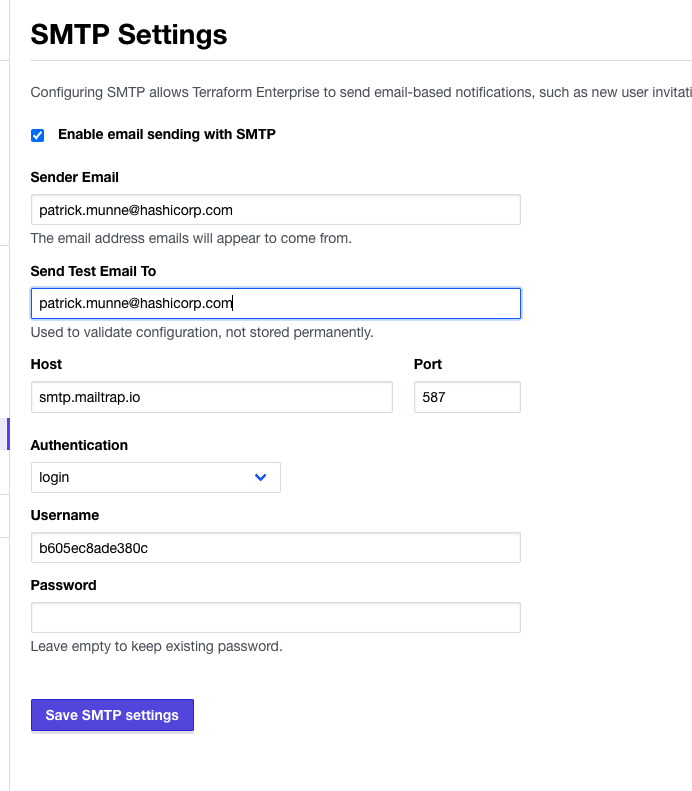 SMTP Settings
Configuring SMTP allows Terraform Enterprise to send email-based notifications, such as new user
Enable email sending with SMTP
Sender Email
patrick.munne@hashicorp.com
The email address emails will appear to come from.
Send Test Email To
patrick.munne@hashicorp.com
Used to validate configuration, not stored permanently.
Host Port
smtp.mailtrap.io 587
Authentication
login
Username
b605ec8ade380c
Password
Leave empty to keep existing password.
Save SMTP settings